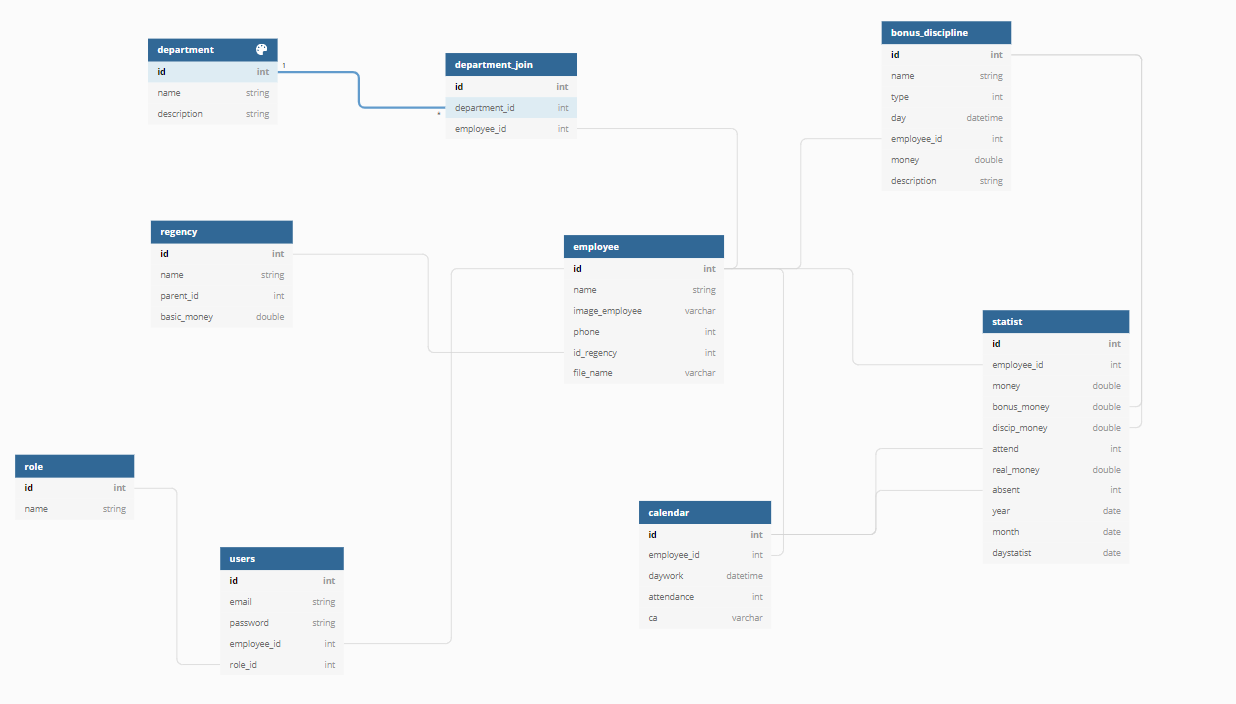 department
id int
name string
description string
1
*
department_join
id int
department_id int
employee_id int
bonus_discipline
id int
name string
type int
day datetime
employee_id int
money double
description string
regency
id int
name string
parent_id int
basic_money double
employee
id int
name string
image_employee varchar
phone int
id_regency int
file_name varchar
statist
id int
employee_id int
money double
bonus_money double
discip_money double
attend int
real_money double
absent int
year date
month date
daystatist date
role
id int
name string
calendar
id int
employee_id int
daywork datetime
attendance int
ca varchar
users
id int
email string
password string
employee_id int
role_id int